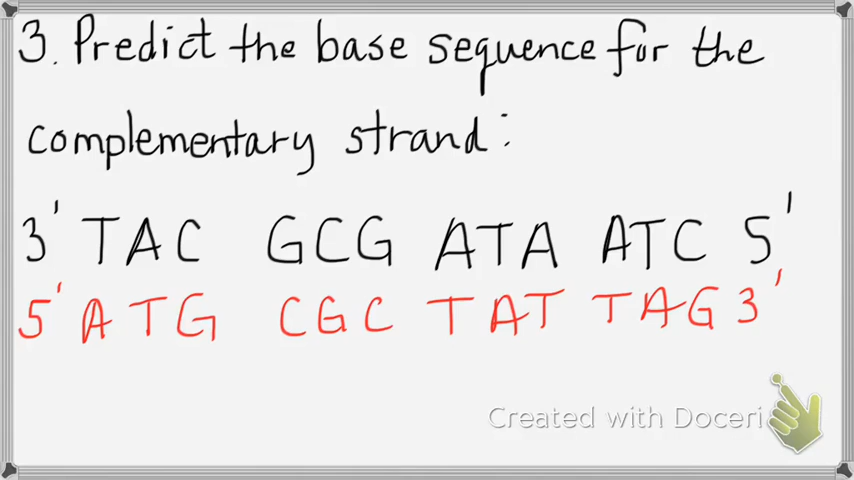 3. Predict the base sequence for the
complementary strand:
3' TAC GCG ATA ATC 5'
5' ATG CGC TAT TAG 3'
Created with Doceri